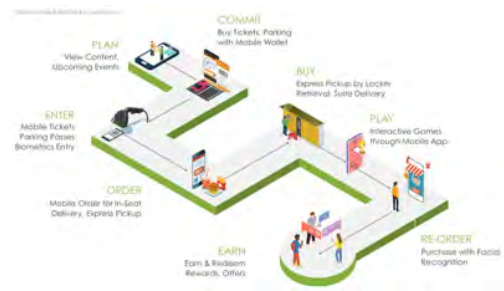 COMMIT
Buy Tickets, Parking
with Mobile Wallet
PLAN
View Content,
Upcoming Events
BUY
Express Pickup by Locker
Retrieval, Suite Delivery
ENTER
Mobile Tickets
Parking Passes
Biometrics Entry
PLAY
Interactive Games
through Mobile App
ORDER
Mobile Order for In-Seat
Delivery, Express Pickup
EARN
Earn & Redeem
Rewards, Offers
RE-ORDER
Purchase with Facial
Recognition